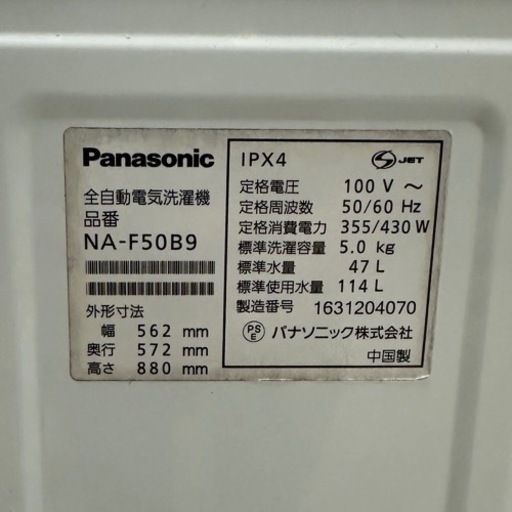 Panasonic
全自動電気洗濯機
品番
NA-F50B9
外形寸法
幅 562 mm
奥行 572 mm
高さ 880 mm
IPX4
S JET
定格電圧 100 V ～
定格周波数 50/60 Hz
定格消費電力 355/430 W
標準洗濯容量 5.0 kg
標準水量 47 L
標準使用水量 114 L
製造番号 1631204070
PS E パナソニック株式会社
中国製